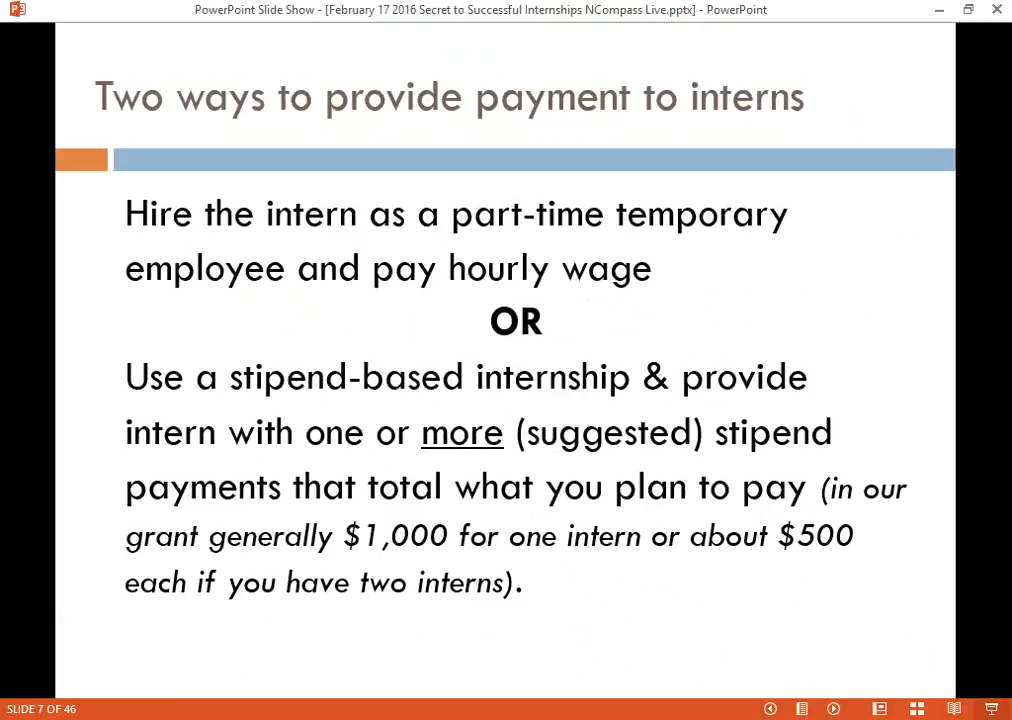 PowerPoint Slide Show - [February 17 2016 Secret to Successful Internships NCompass Live.pptx] - PowerPoint
Two ways to provide payment to interns
Hire the intern as a part-time temporary
employee and pay hourly wage
OR
Use a stipend-based internship & provide
intern with one or more (suggested) stipend
payments that total what you plan to pay (in our
grant generally $1,000 for one intern or about $500
each if you have two interns).
SLIDE 7 OF 46